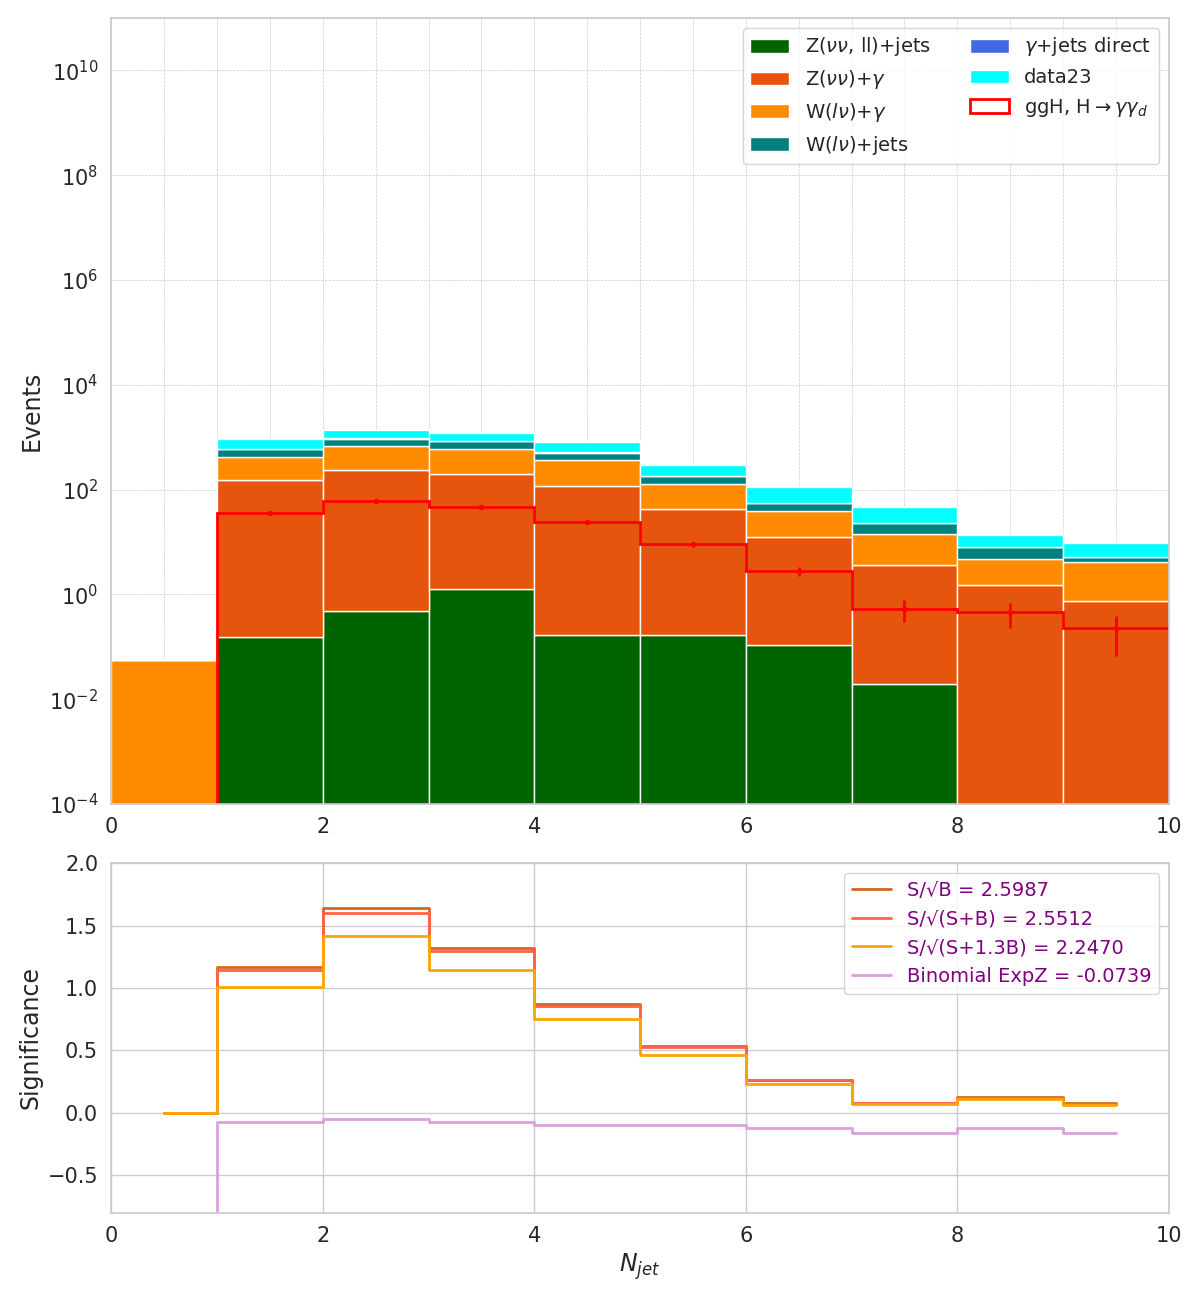 Z(νν, ll)+jets
Z(νν)+γ
W(lν)+γ
W(lν)+jets
γ+jets direct
data23
ggH, H→γγ_d
10^10
10^8
10^6
10^4
10^2
10^0
10^−2
10^−4
Events
0 2 4 6 8 10
2.0
1.5
1.0
0.5
0.0
−0.5
Significance
S/√B = 2.5987
S/√(S+B) = 2.5512
S/√(S+1.3B) = 2.2470
Binomial ExpZ = -0.0739
0 2 4 6 8 10
N_jet